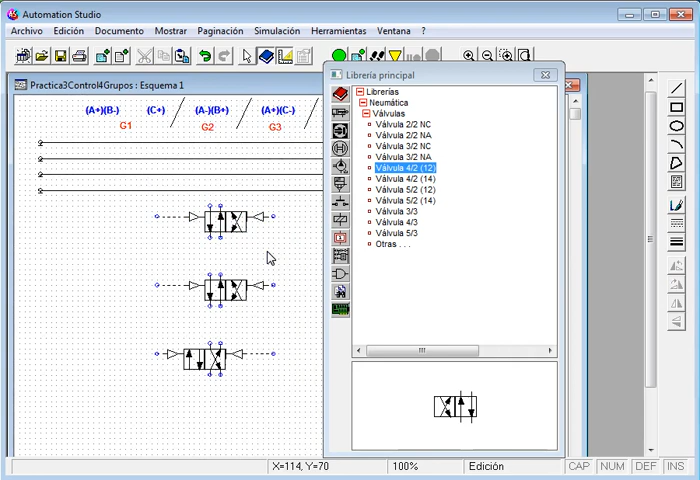 Automation Studio
Archivo Edición Documento Mostrar Paginación Simulación Herramientas Ventana ?
Practica3Control4Grupos : Esquema 1
(A+)(B-) (C+) (A-)(B+) (A+)(C-)
G1 G2 G3
Librería principal
Librerías
Neumática
Válvulas
Válvula 2/2 NC
Válvula 2/2 NA
Válvula 3/2 NC
Válvula 3/2 NA
Válvula 4/2 (12)
Válvula 4/2 (14)
Válvula 5/2 (12)
Válvula 5/2 (14)
Válvula 3/3
Válvula 4/3
Válvula 5/3
Otras . . .
X=114, Y=70 100% Edición CAP NUM DEF INS